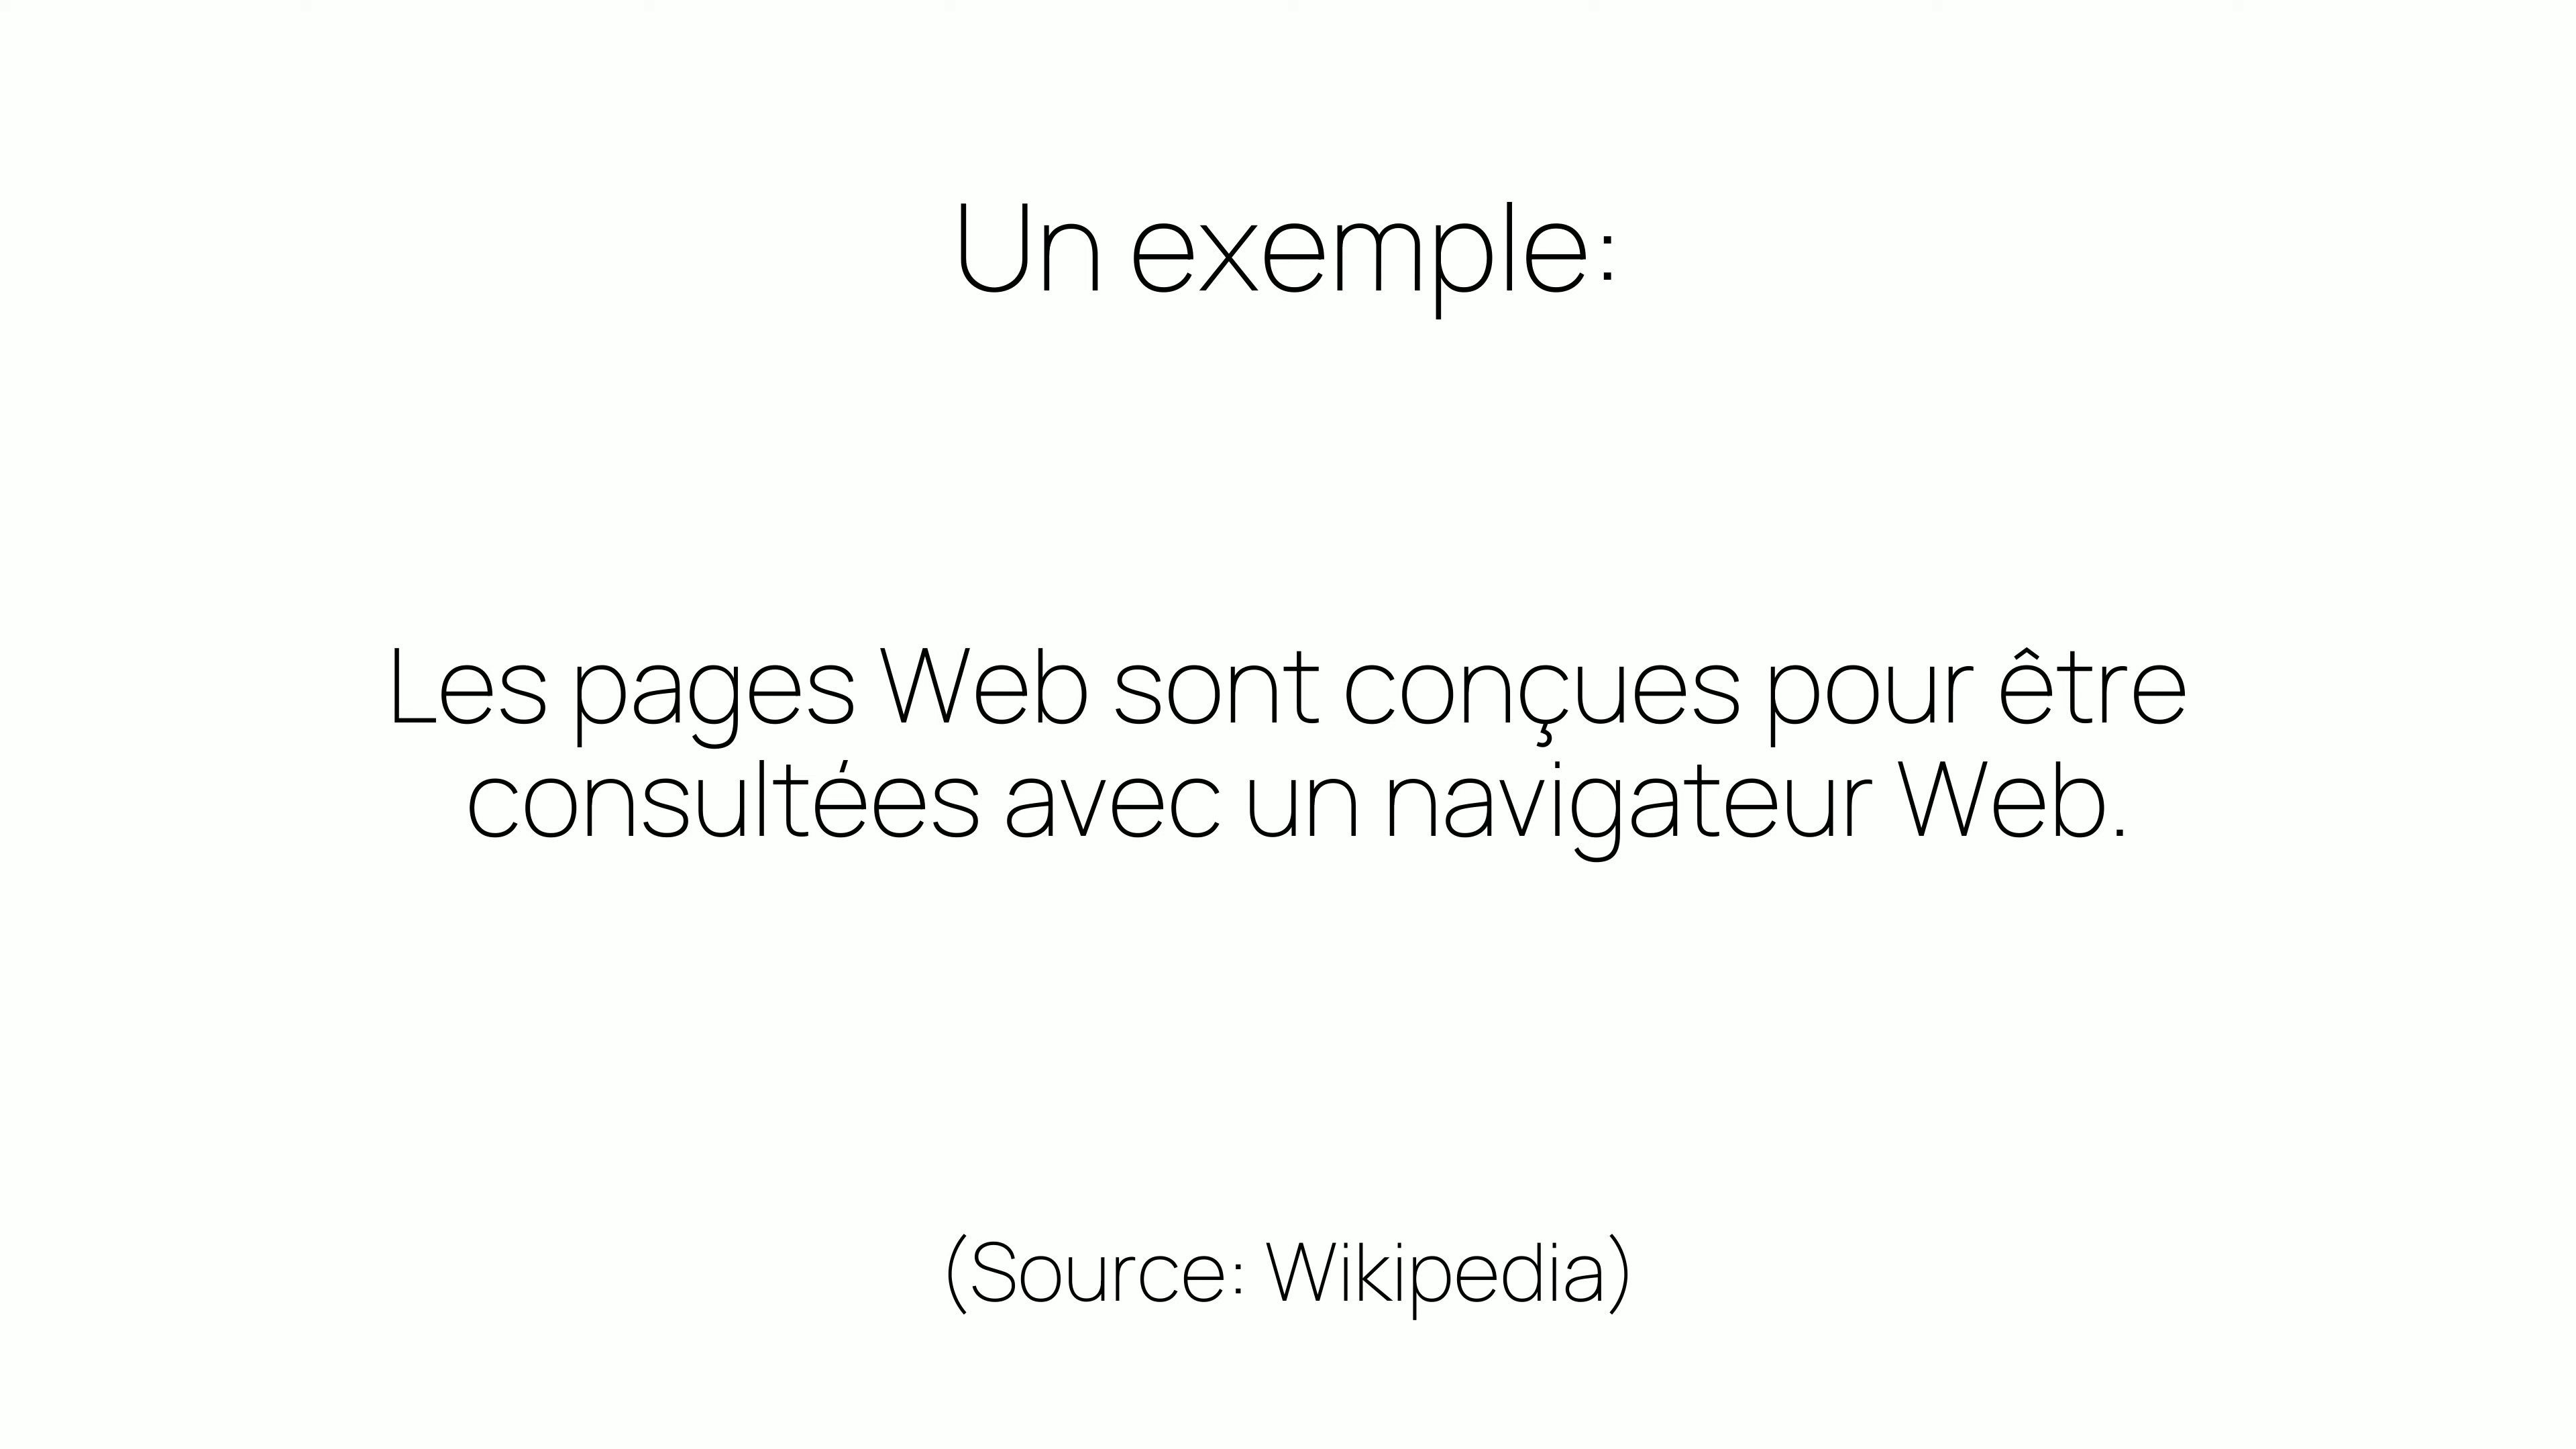 Un exemple:
Les pages Web sont conçues pour être
consultées avec un navigateur Web.
(Source: Wikipedia)